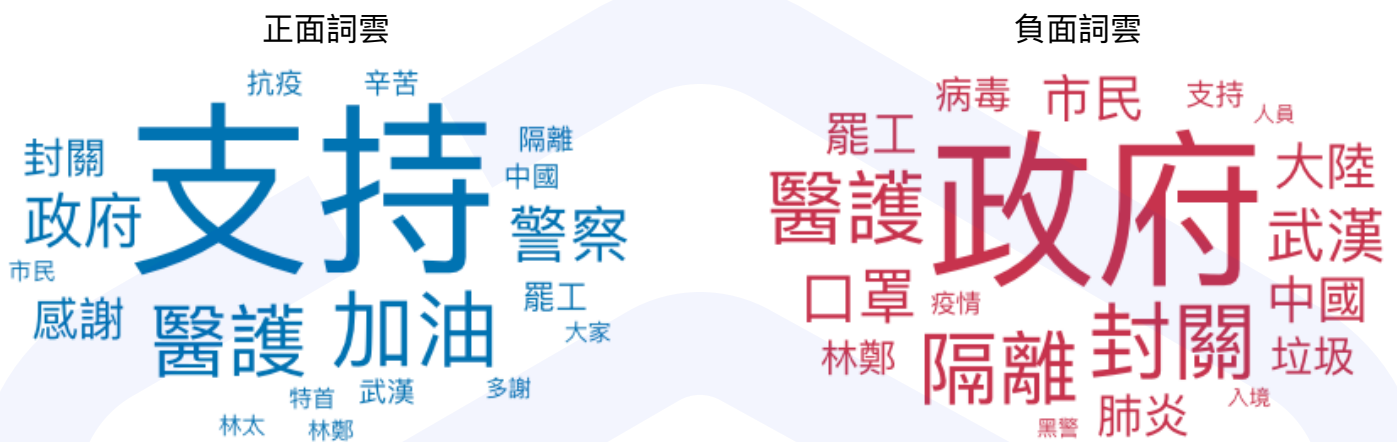 正面詞雲
抗疫 辛苦
支持
封關
隔離
中國
政府
警察
市民
感謝
醫護
加油
罷工
大家
特首
武漢
多謝
林太
林鄭
負面詞雲
病毒
市民
支持
人員
罷工
政府
大陸
醫護
武漢
口罩
疫情
中國
林鄭
隔離
封關
垃圾
黑警
肺炎
入境